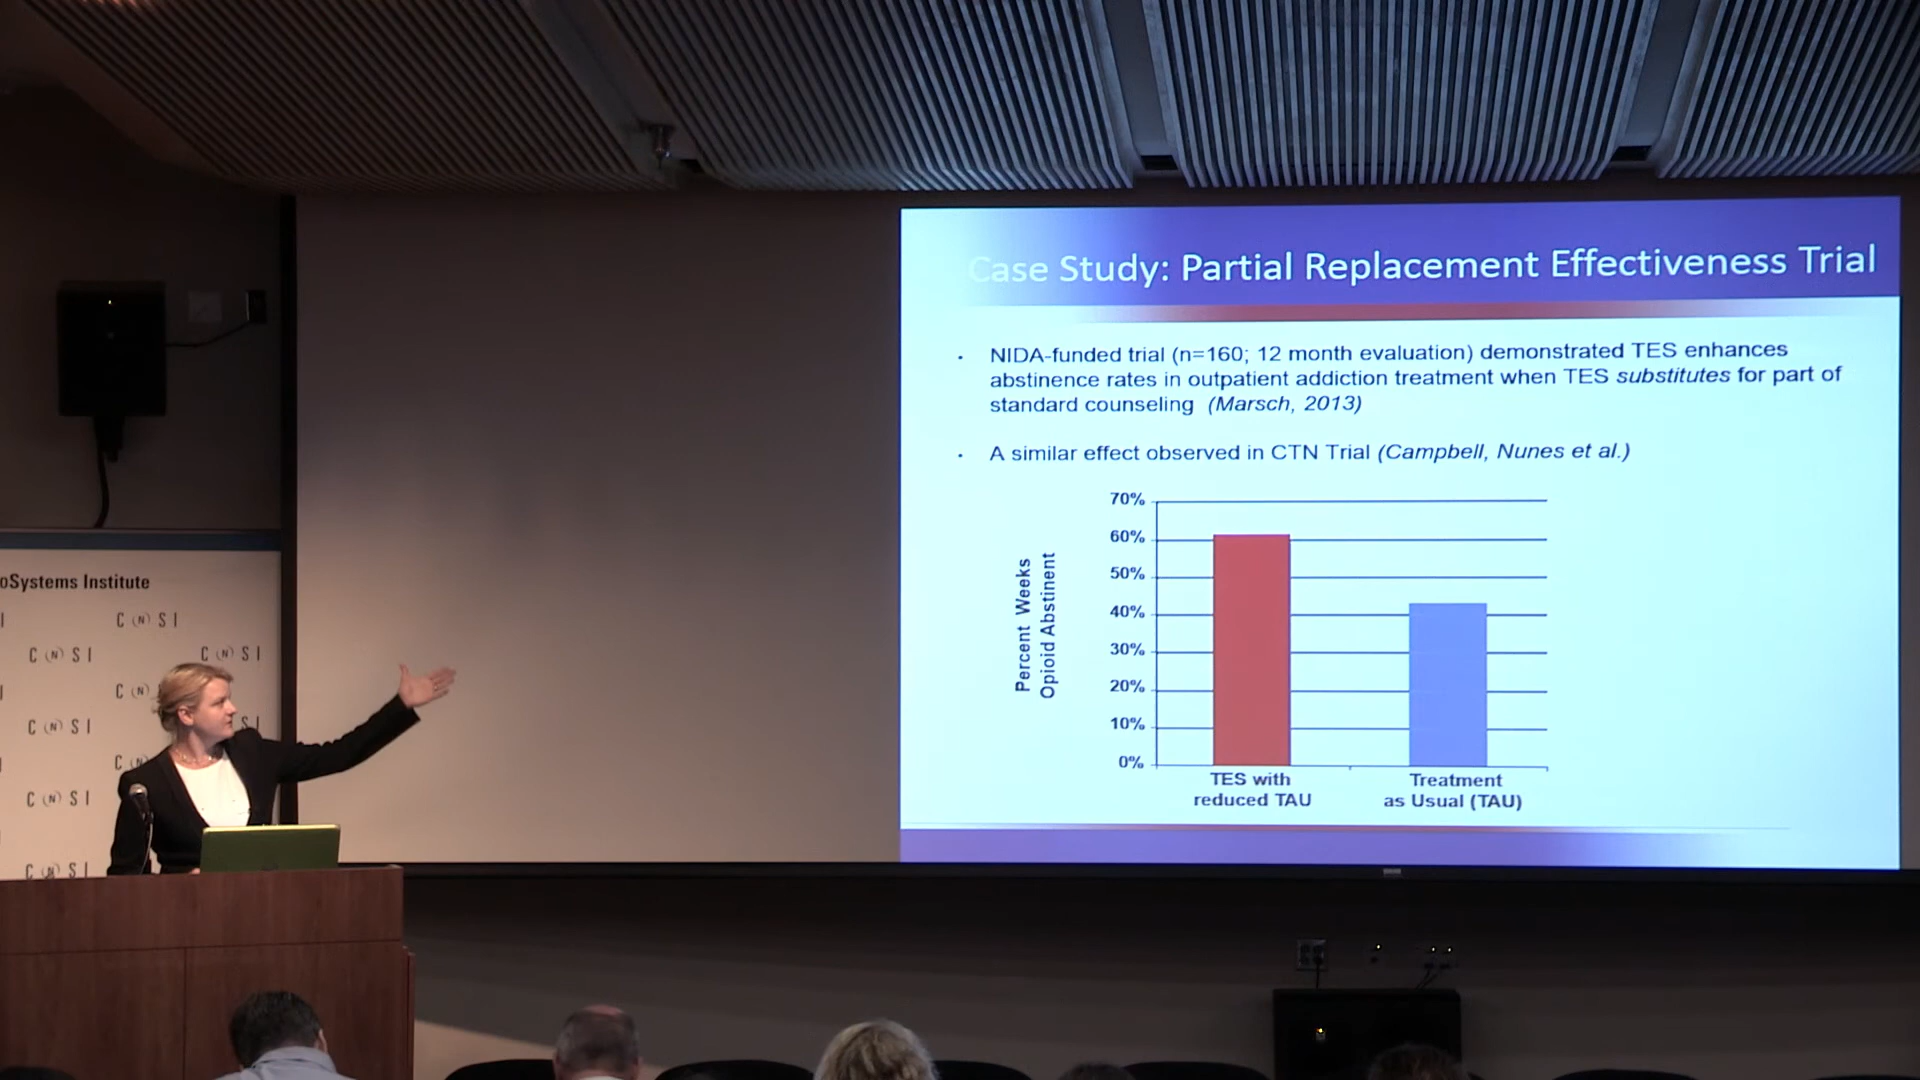 Case Study: Partial Replacement Effectiveness Trial
· NIDA-funded trial (n=160; 12 month evaluation) demonstrated TES enhances
abstinence rates in outpatient addiction treatment when TES substitutes for part of
standard counseling (Marsch, 2013)
· A similar effect observed in CTN Trial (Campbell, Nunes et al.)
Percent Weeks
Opioid Abstinent
70%
60%
50%
40%
30%
20%
10%
0%
TES with
reduced TAU
Treatment
as Usual (TAU)
oSystems Institute
I C (N) S I
C (N) S I C (N) S I
I C (N)
C (N) S I S I
C (N)
C (N) S I
C (N) S I